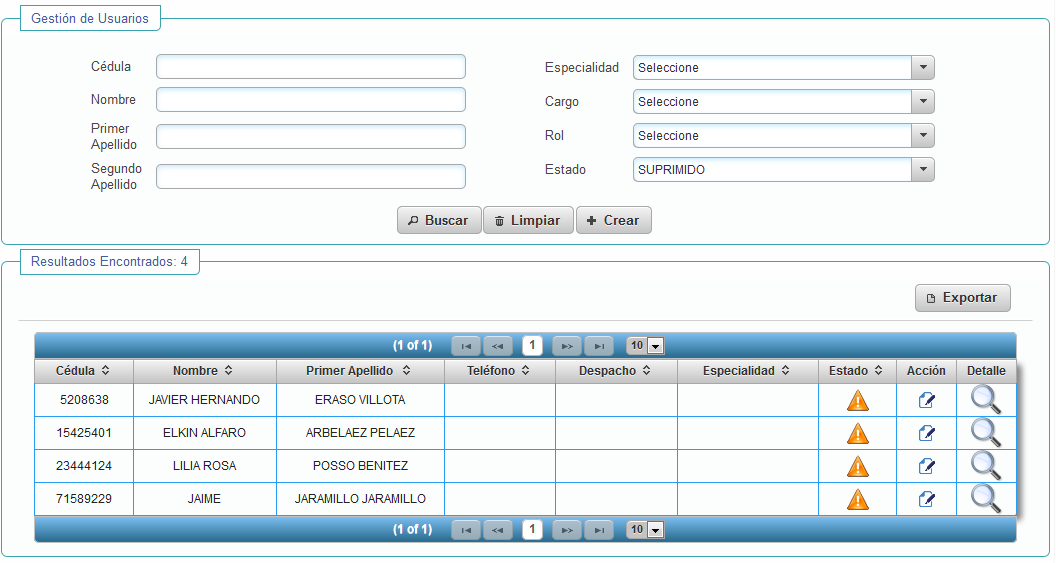 Gestión de Usuarios
Cédula
Nombre
Primer
Apellido
Segundo
Apellido
Especialidad Seleccione
Cargo Seleccione
Rol Seleccione
Estado SUPRIMIDO
Buscar Limpiar Crear
Resultados Encontrados: 4
Exportar
(1 of 1) 1 10
Cédula Nombre Primer Apellido Teléfono Despacho Especialidad Estado Acción Detalle
5208638 JAVIER HERNANDO ERASO VILLOTA
15425401 ELKIN ALFARO ARBELAEZ PELAEZ
23444124 LILIA ROSA POSSO BENITEZ
71589229 JAIME JARAMILLO JARAMILLO
(1 of 1) 1 10